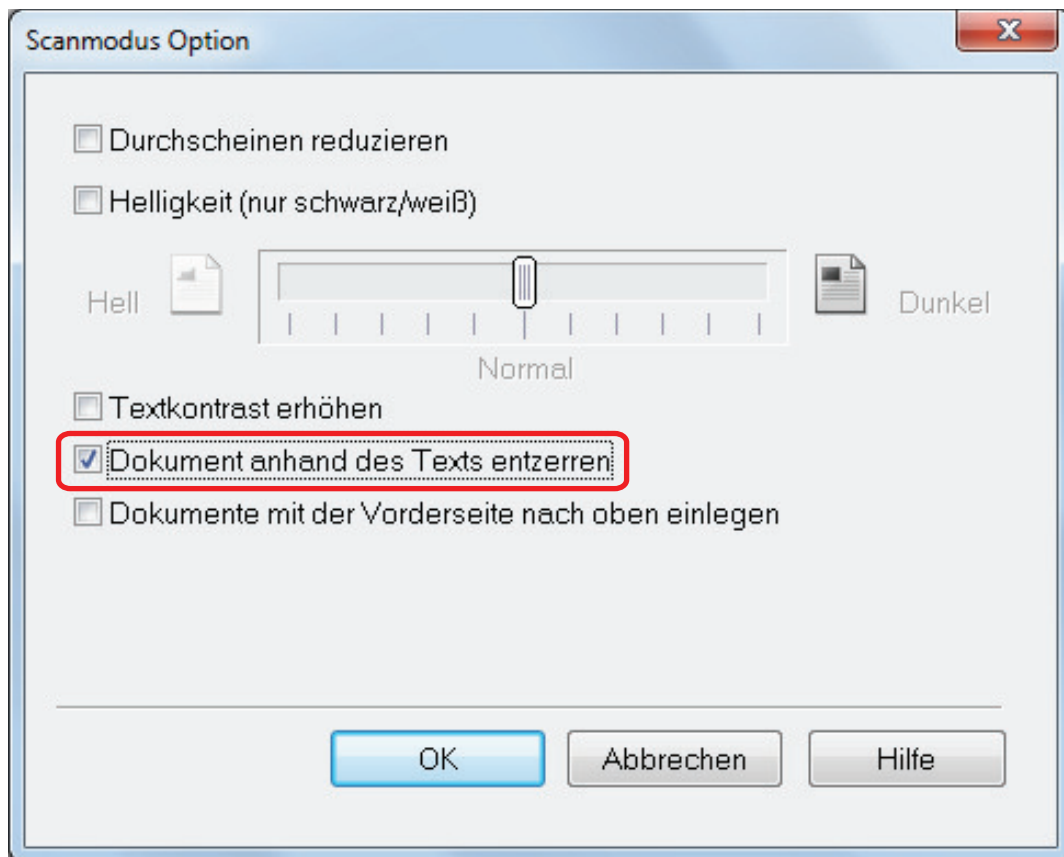 Scanmodus Option
Durchscheinen reduzieren
Helligkeit (nur schwarz/weiß)
Hell
Dunkel
Normal
Textkontrast erhöhen
Dokument anhand des Texts entzerren
Dokumente mit der Vorderseite nach oben einlegen
OK
Abbrechen
Hilfe